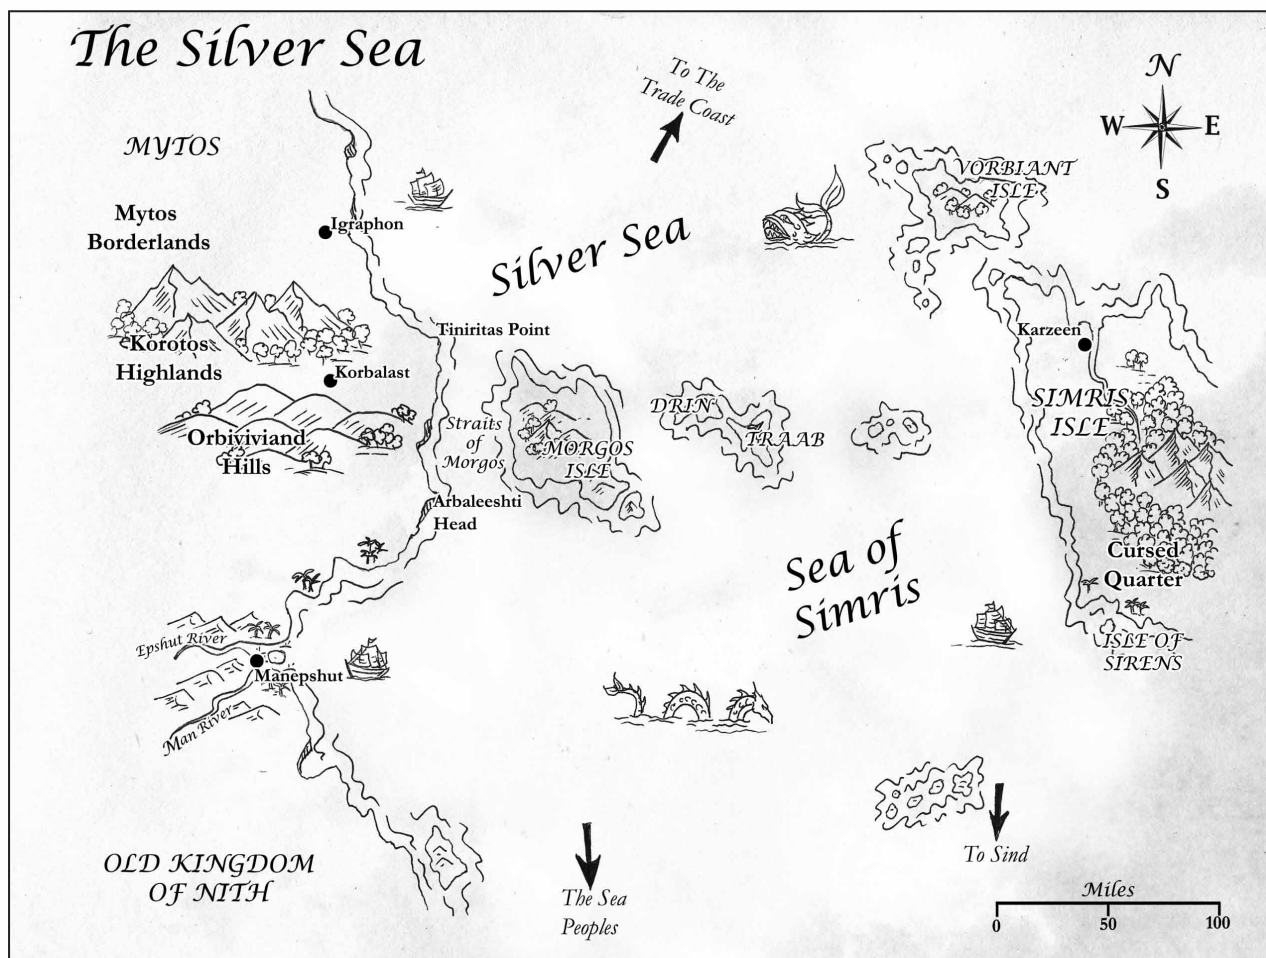 The Silver Sea
To The
Trade Coast
N
W
E
S
MYTOS
VORBIANT
ISLE
Mytos
Borderlands
Igraphon
Silver Sea
Tiniritas Point
Karzeen
Korotos
Highlands
Korbalast
DRIN
TRAAB
SIMRIS
ISLE
Straits
of
Morgos
MORGOS
ISLE
Orbiviviand
Hills
Arbaleeshti
Head
Sea of
Simris
Cursed
Quarter
Epshut River
ISLE OF
SIRENS
Manepshut
Man River
OLD KINGDOM
OF NITH
To Sind
The Sea
Peoples
Miles
0
50
100